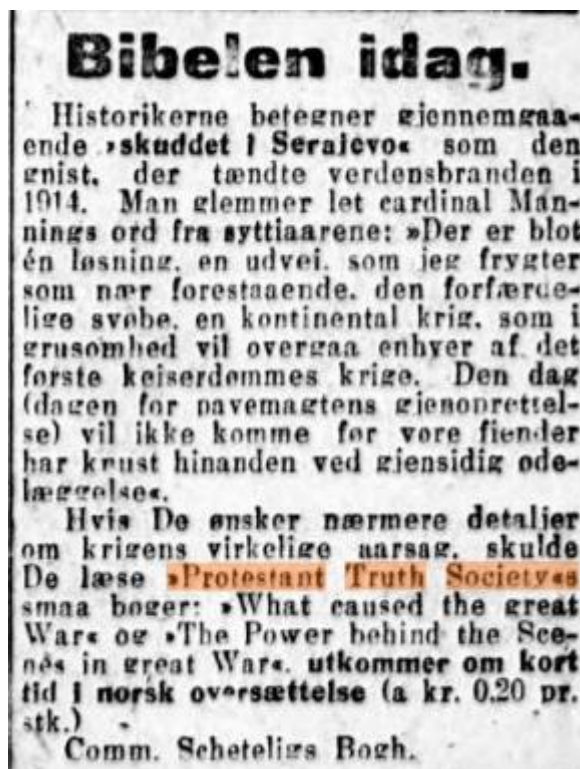 Bibelen idag.
Historikerne betegner gjennemgaa-
ende »skuddet i Serajevo« som den
gnist, der tændte verdensbranden i
1914. Man glemmer let cardinal Man-
nings ord fra syttiaarene: »Der er blot
én løsning, en udvei, som jeg frygter
som nær forestaaende, den forfærde-
lige svøbe, en kontinental krig, som i
grusomhed vil overgaa enhver af det
første keiserdømmes krige. Den dag
(dagen for pavemagtens gjenoprettel-
se) vil ikke komme før vore fiender
har knust hinanden ved gjensidig øde-
læggelse«.
Hvis De ønsker nærmere detaljer
om krigens virkelige aarsag, skulde
De læse »Protestant Truth Society«s
smaa bøger: »What caused the great
War« og »The Power behind the Sce-
nes in great War«, utkommer om kort
tid i norsk oversættelse (a kr. 0.20 pr.
stk.)
Comm. Scheteligs Bogh.